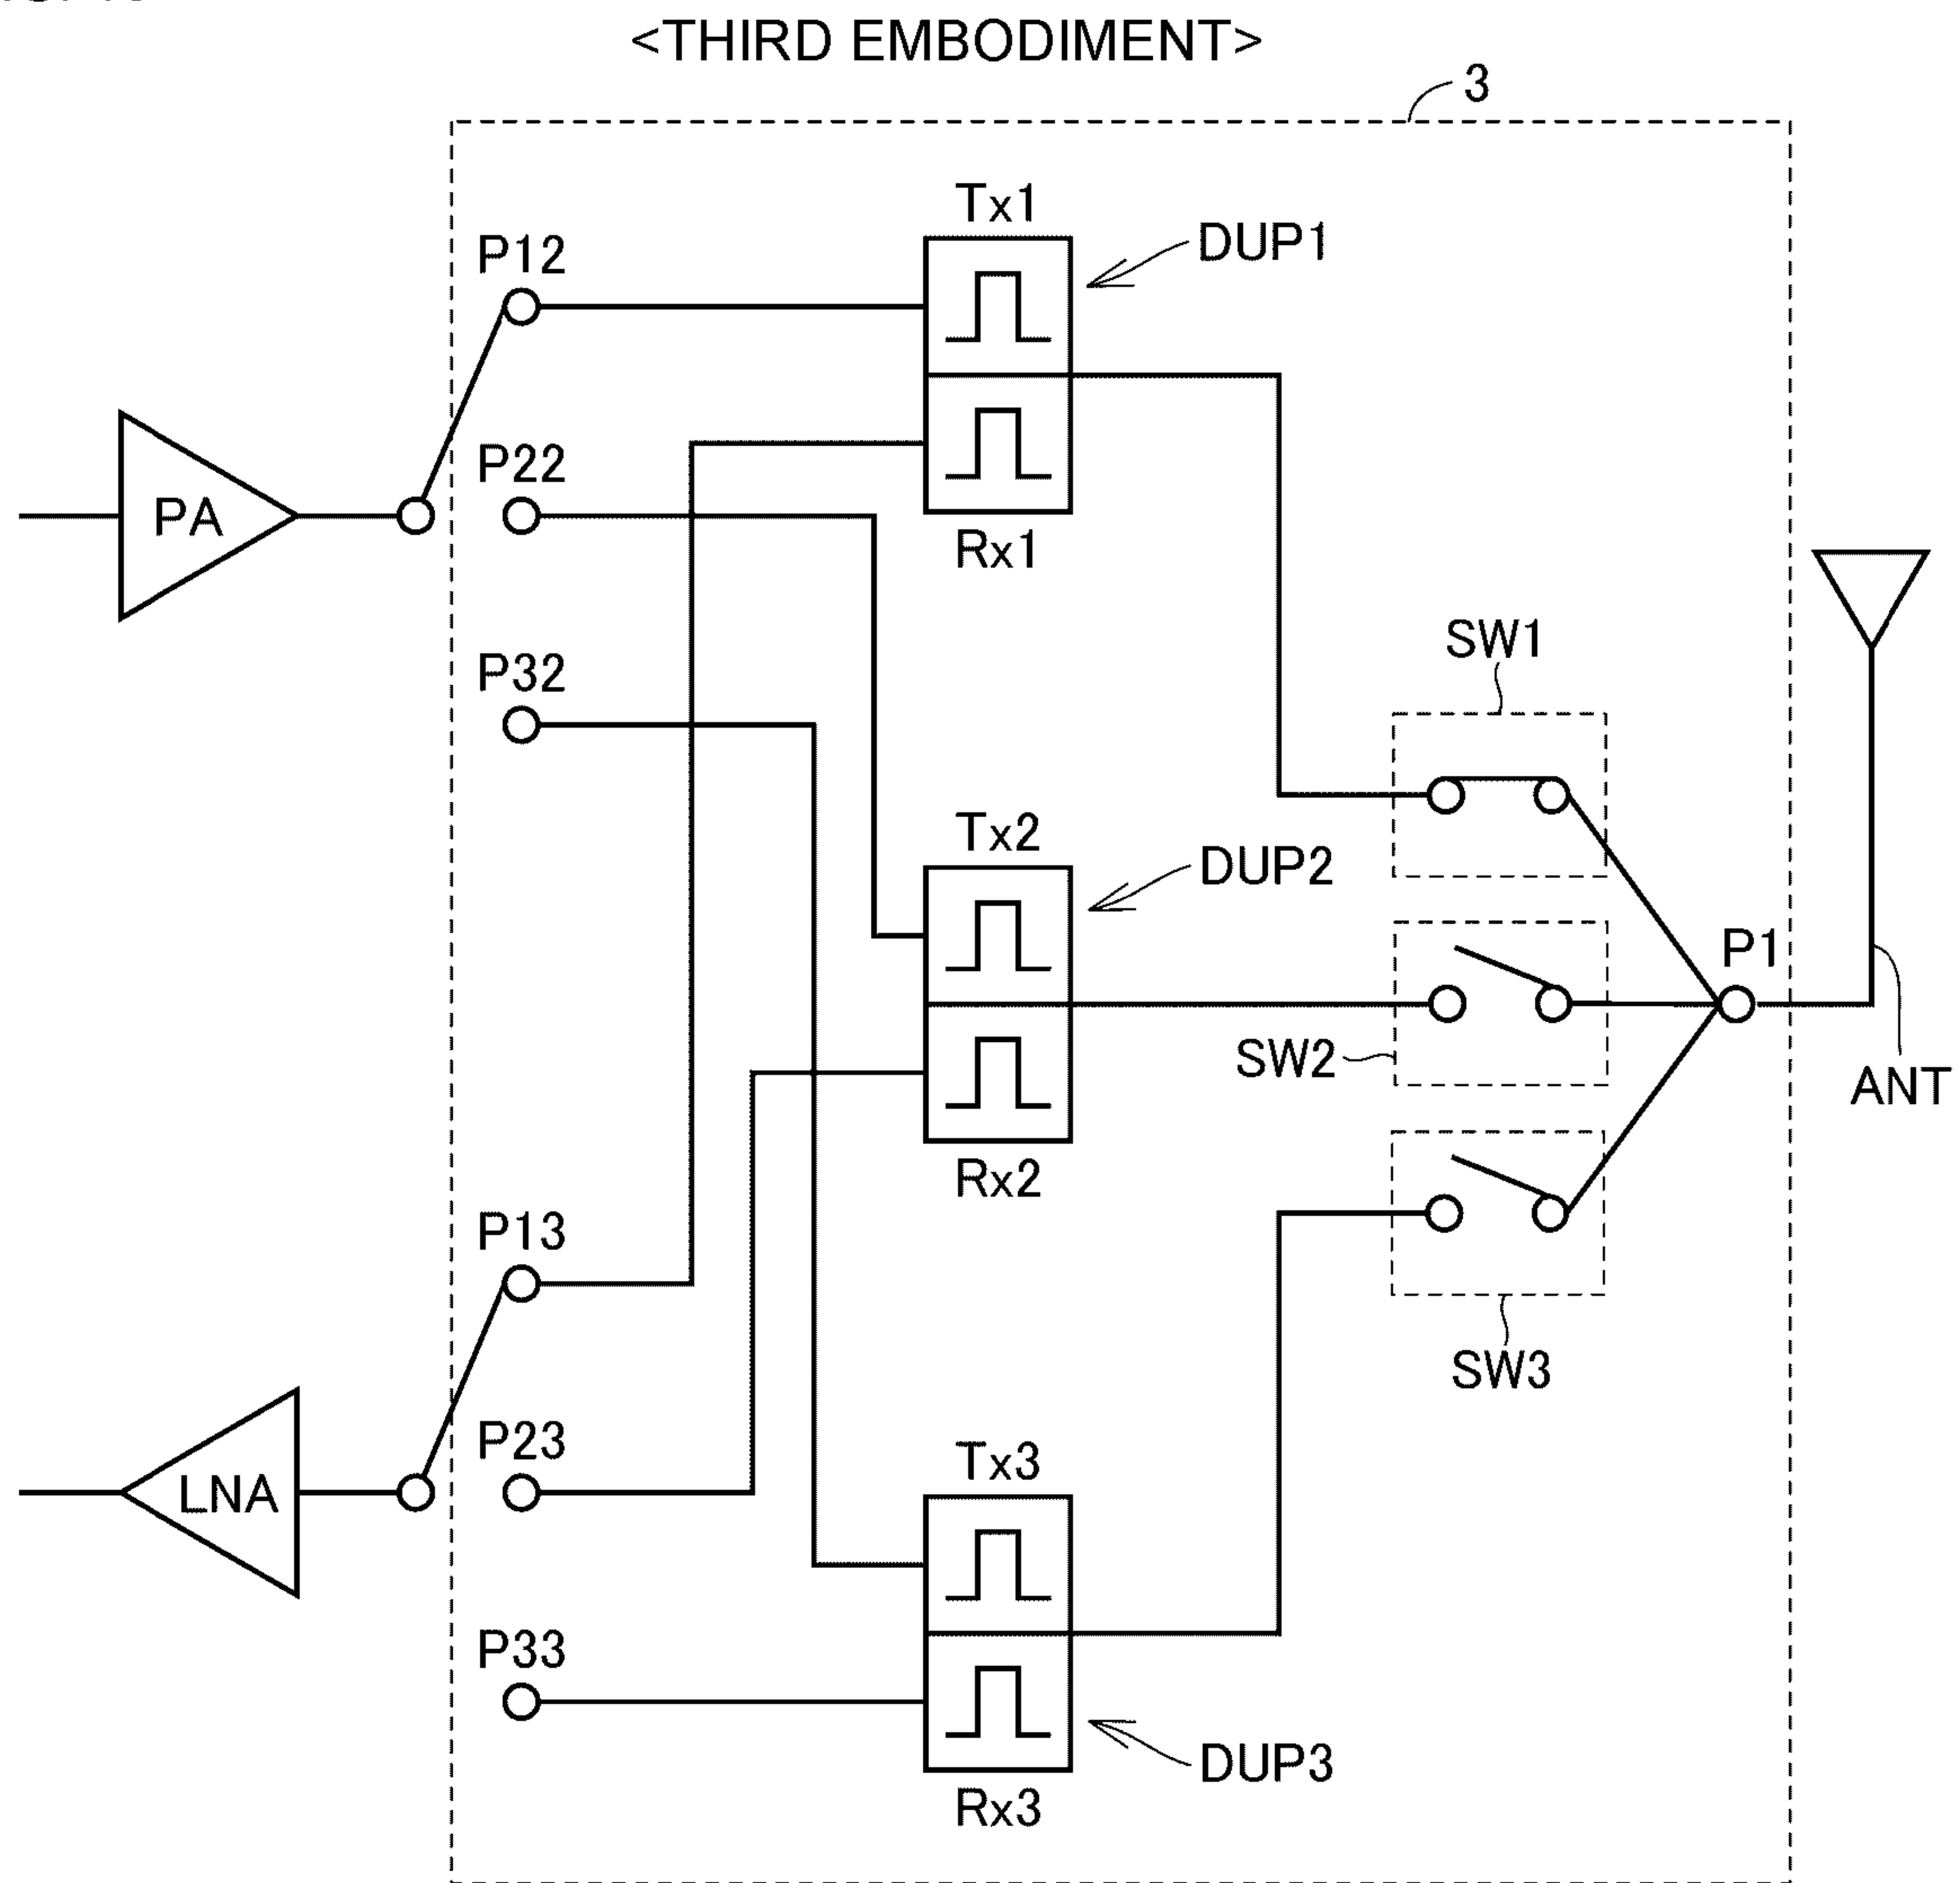 <THIRD EMBODIMENT>
3
Tx1
DUP1
P12
P22
PA
Rx1
P32
SW1
Tx2
DUP2
P1
SW2
ANT
Rx2
P13
SW3
P23
Tx3
LNA
P33
DUP3
Rx3